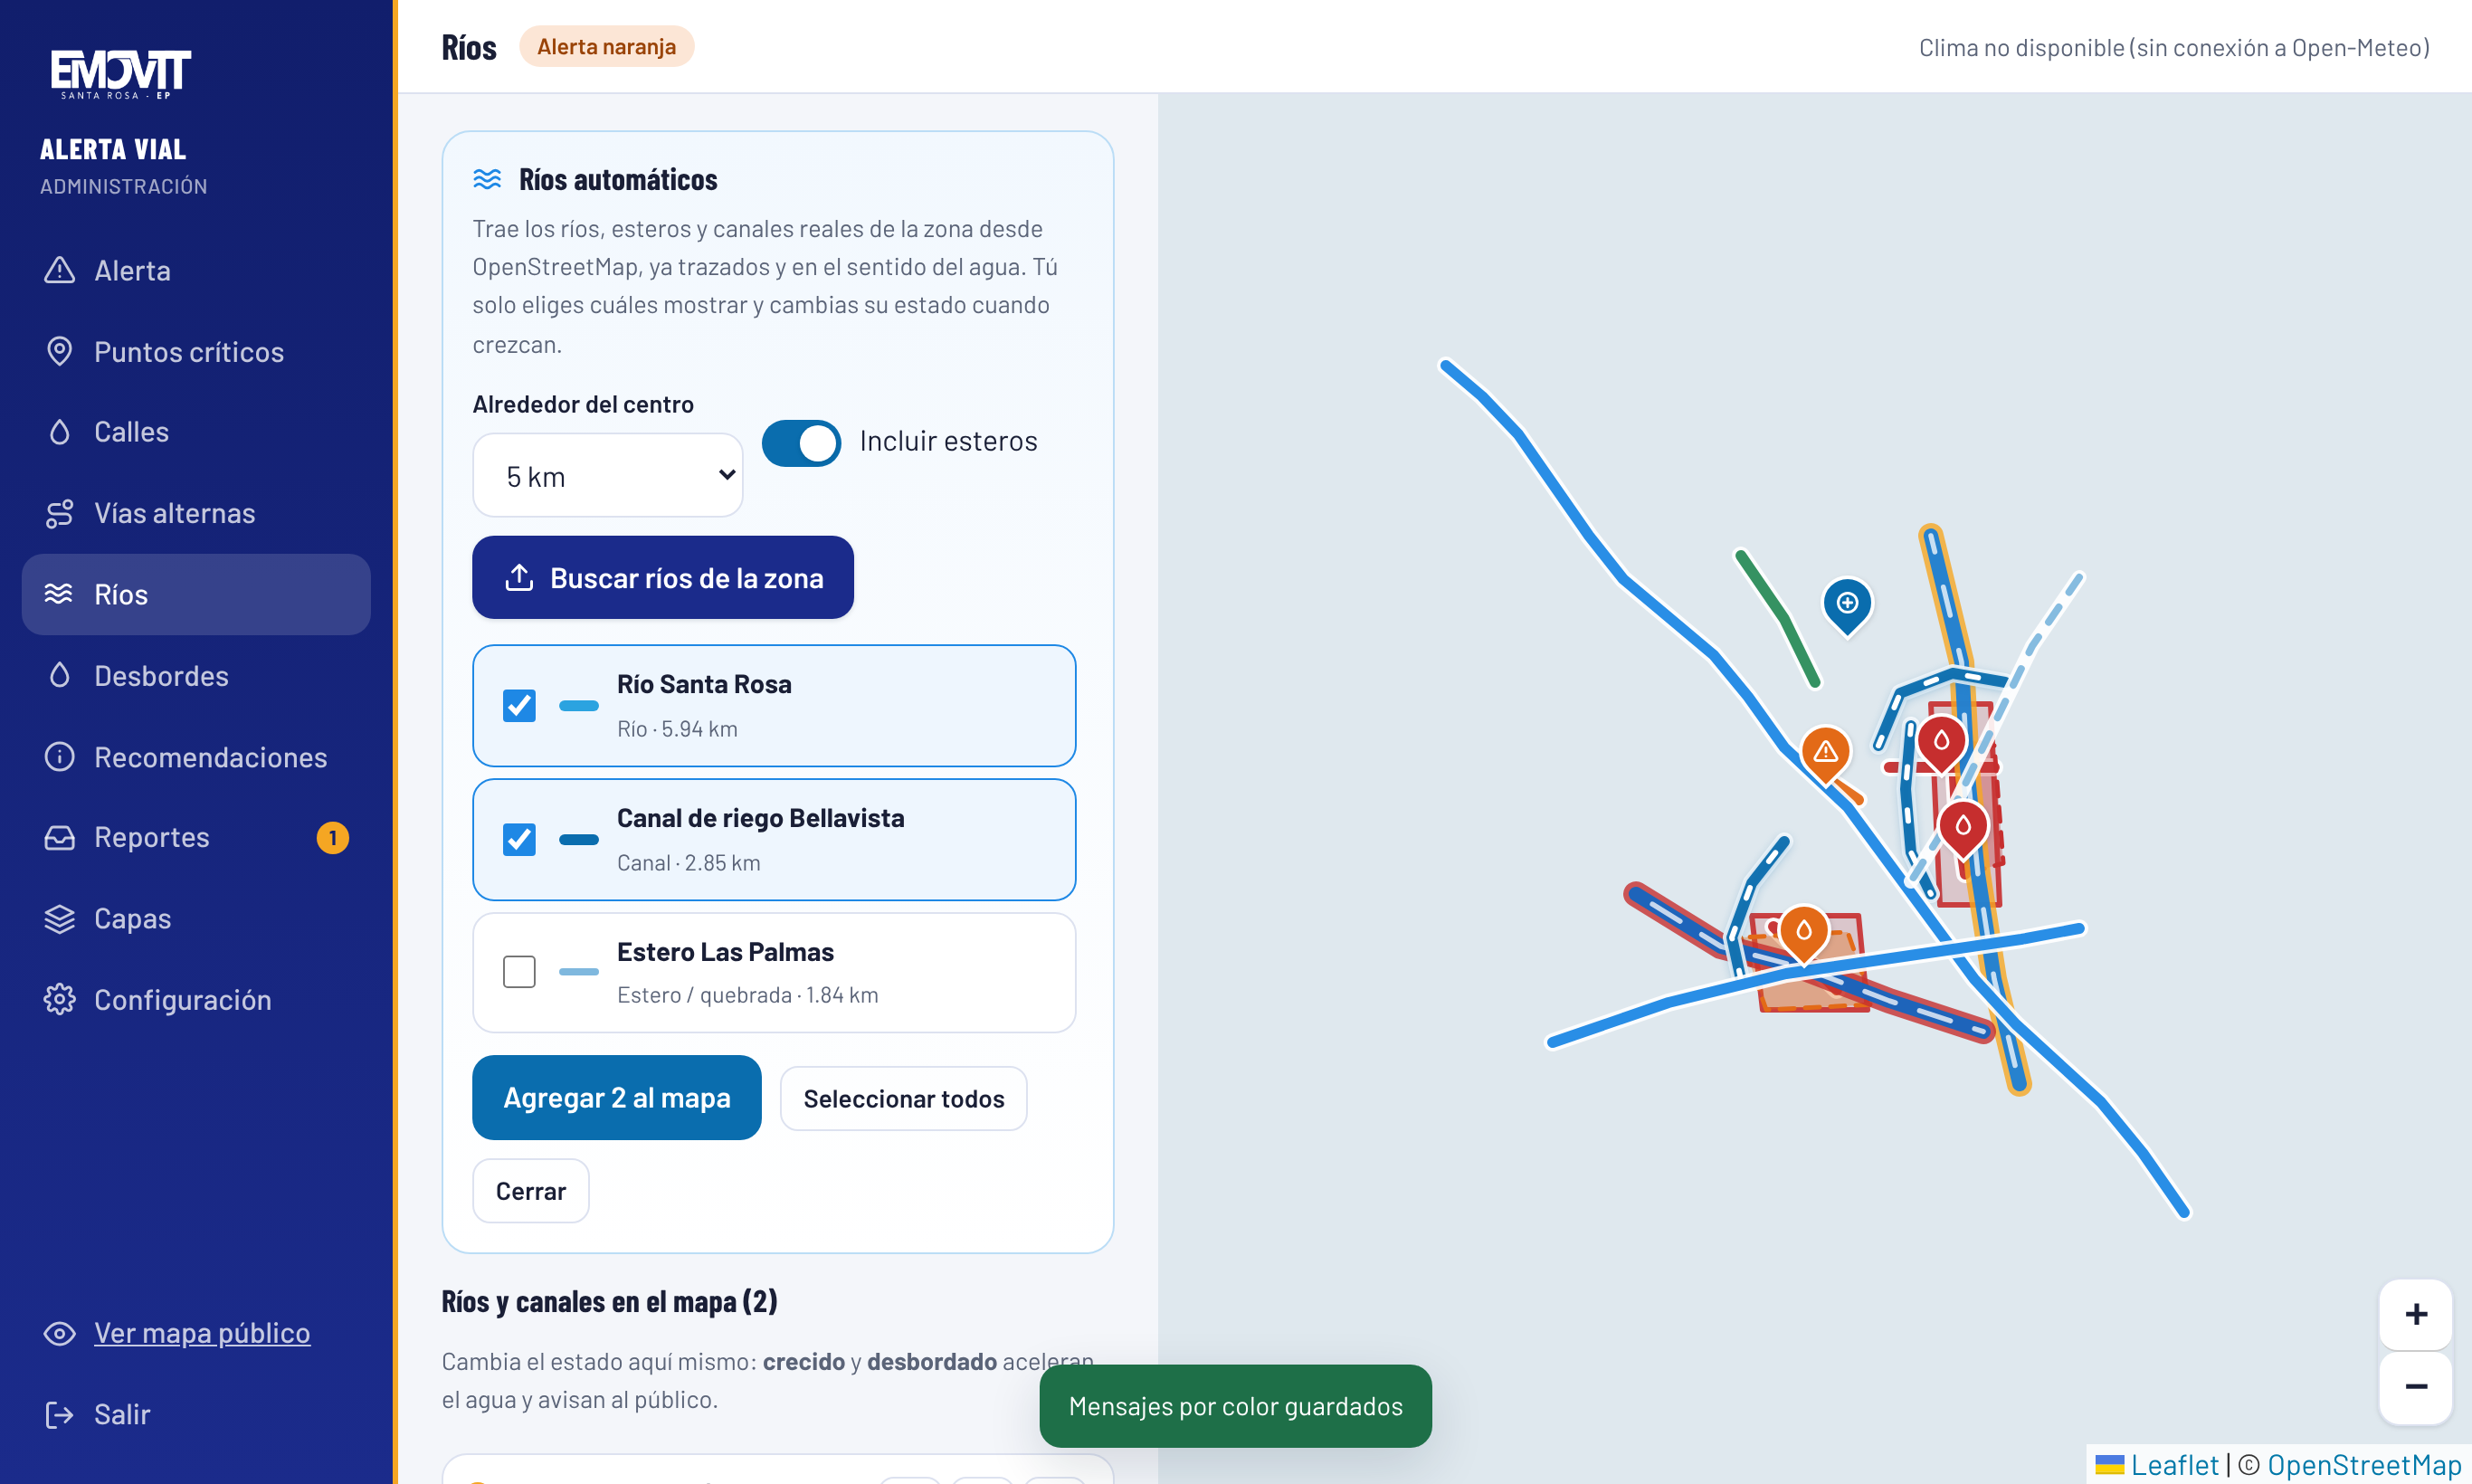 EMOVTT
SANTA ROSA - EP
ALERTA VIAL
ADMINISTRACIÓN
Alerta
Puntos críticos
Calles
Vías alternas
Ríos
Desbordes
Recomendaciones
Reportes 1
Capas
Configuración
Ver mapa público
Salir
Ríos Alerta naranja
Clima no disponible (sin conexión a Open-Meteo)
Ríos automáticos
Trae los ríos, esteros y canales reales de la zona desde
OpenStreetMap, ya trazados y en el sentido del agua. Tú
solo eliges cuáles mostrar y cambias su estado cuando
crezcan.
Alrededor del centro
5 km
Incluir esteros
Buscar ríos de la zona
Río Santa Rosa
Río · 5.94 km
Canal de riego Bellavista
Canal · 2.85 km
Estero Las Palmas
Estero / quebrada · 1.84 km
Agregar 2 al mapa
Seleccionar todos
Cerrar
Ríos y canales en el mapa (2)
Cambia el estado aquí mismo: crecido y desbordado aceleran
el agua y avisan al público.
Mensajes por color guardados
+
−
Leaflet | © OpenStreetMap